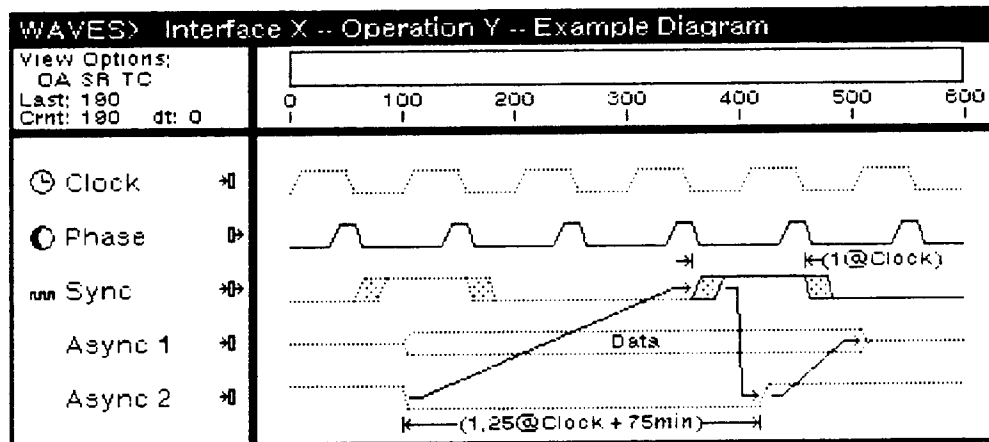 WAVES> Interface X -- Operation Y -- Example Diagram
View Options:
OA SR TC
Last: 190
Crnt: 190 dt: 0
0 100 200 300 400 500 600
Clock
Phase
(1@Clock)
Sync
Async 1
Data
Async 2
(1,25@Clock + 75min)